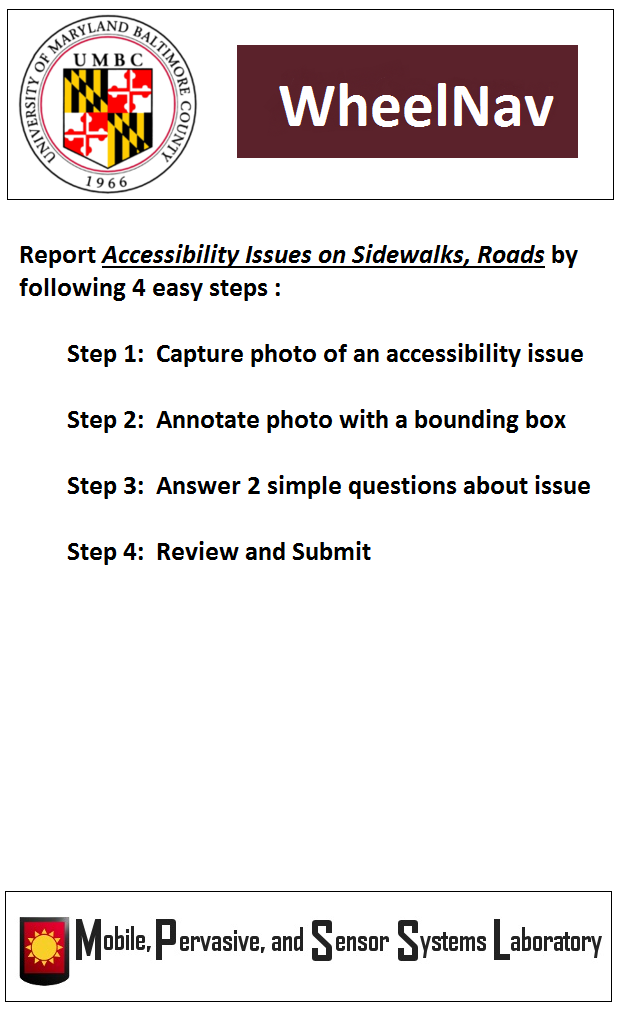 UNIVERSITY OF MARYLAND BALTIMORE COUNTY
UMBC
1966
WheelNav
Report Accessibility Issues on Sidewalks, Roads by
following 4 easy steps :
Step 1: Capture photo of an accessibility issue
Step 2: Annotate photo with a bounding box
Step 3: Answer 2 simple questions about issue
Step 4: Review and Submit
Mobile, Pervasive, and Sensor Systems Laboratory